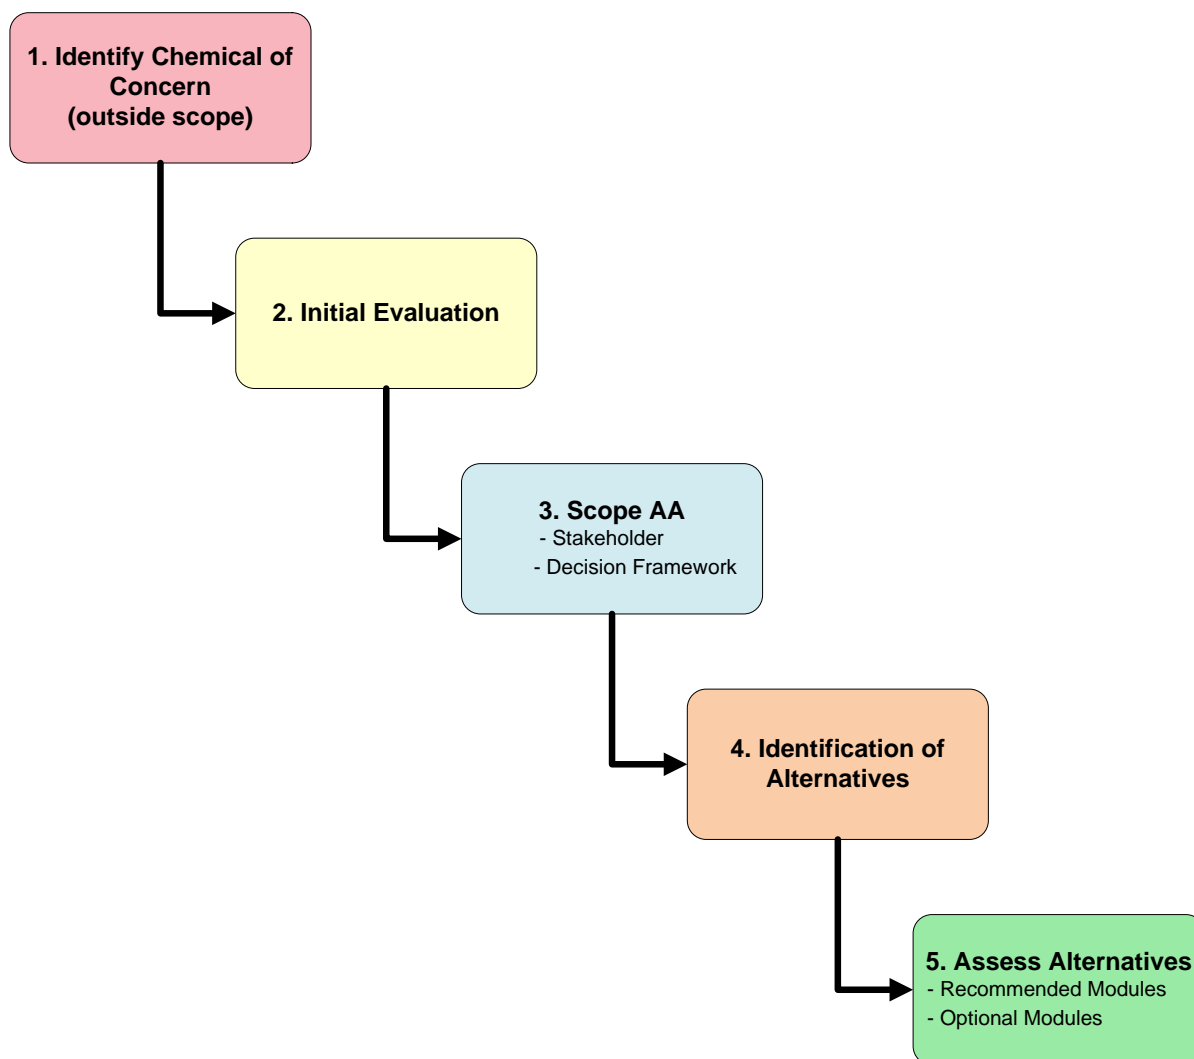 1. Identify Chemical of
Concern
(outside scope)
2. Initial Evaluation
3. Scope AA
- Stakeholder
- Decision Framework
4. Identification of
Alternatives
5. Assess Alternatives
- Recommended Modules
- Optional Modules